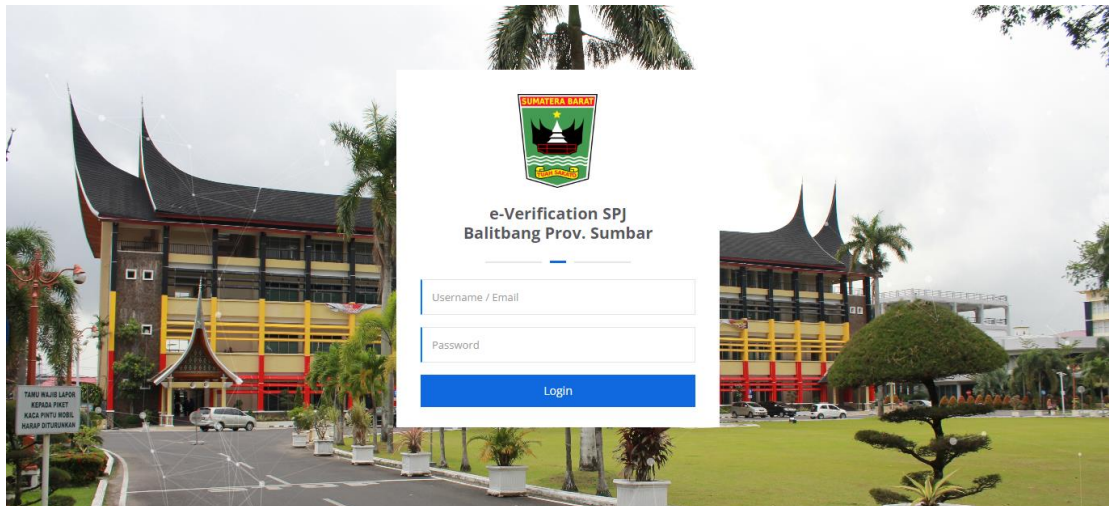 SUMATERA BARAT
TUAH SAKATO
e-Verification SPJ
Balitbang Prov. Sumbar
Username / Email
Password
Login
TAMU WAJIB LAPOR
KEPADA PIKET
KACA PINTU MOBIL
HARAP DITURUNKAN